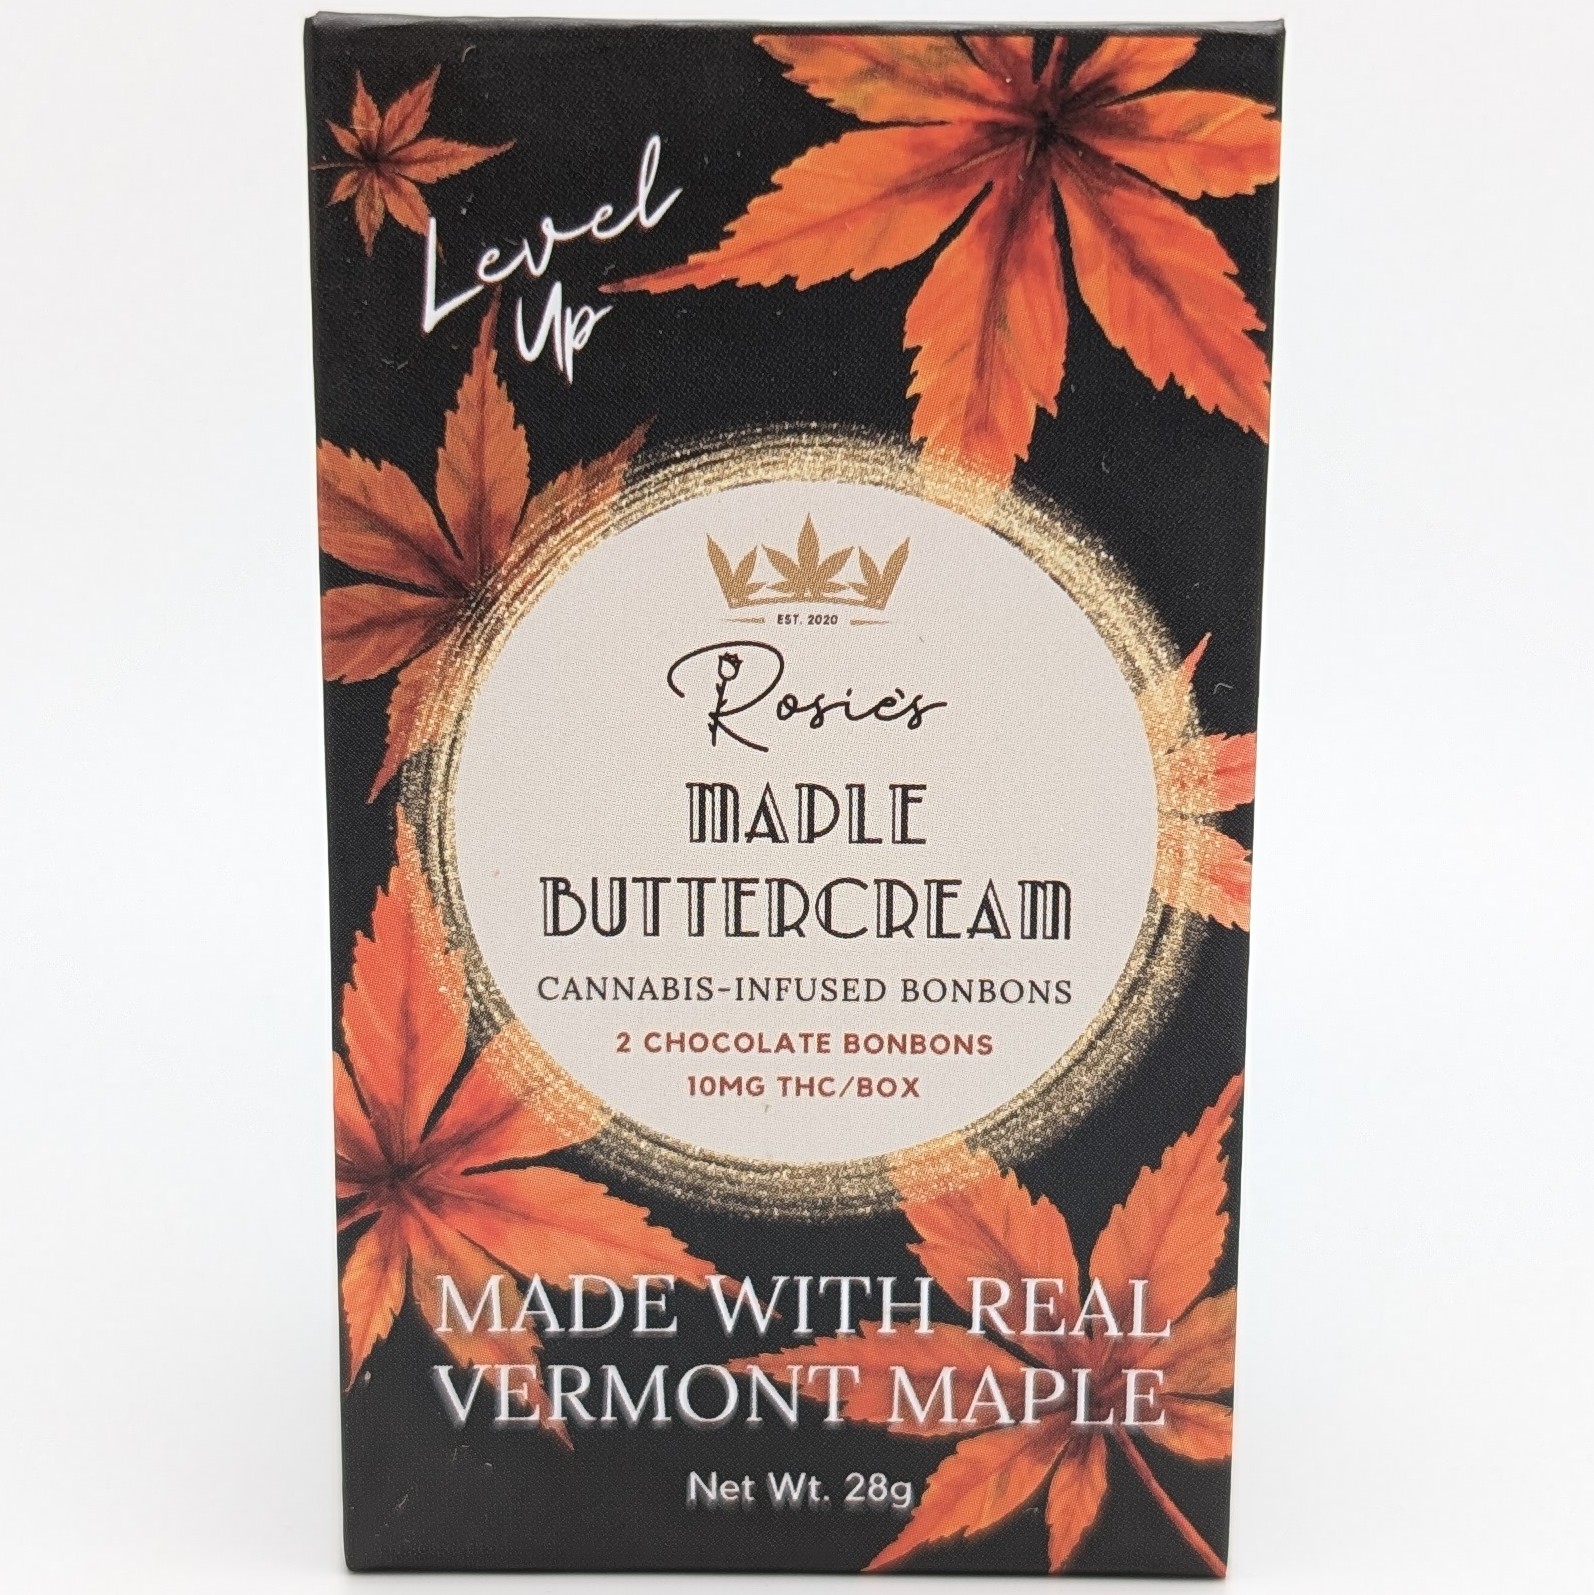 Level
Up
EST. 2020
Rosie's
MAPLE
BUTTERCREAM
CANNABIS-INFUSED BONBONS
2 CHOCOLATE BONBONS
10MG THC/BOX
MADE WITH REAL
VERMONT MAPLE
Net Wt. 28g